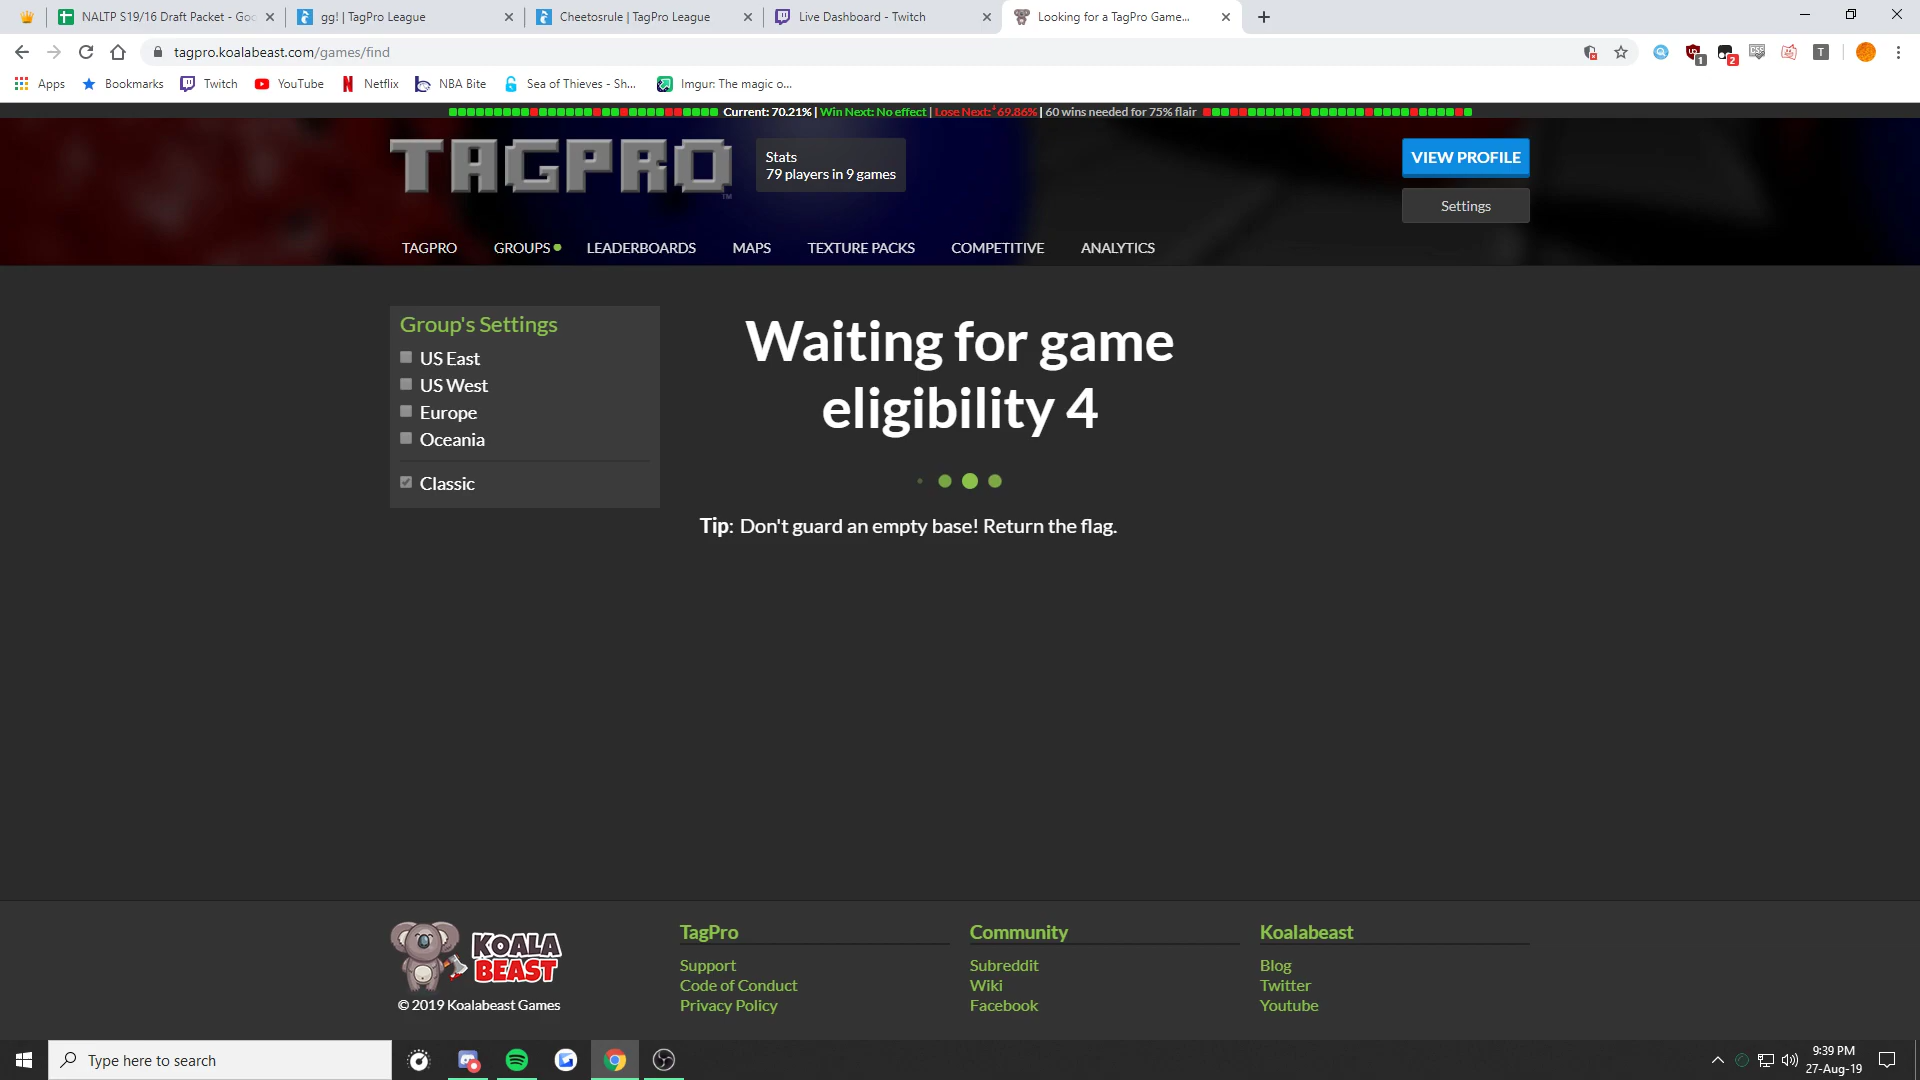 NALTP S19/16 Draft Packet - Goo
gg! | TagPro League
Cheetosrule | TagPro League
Live Dashboard - Twitch
Looking for a TagPro Game...
tagpro.koalabeast.com/games/find
Apps
Bookmarks
Twitch
YouTube
Netflix
NBA Bite
Sea of Thieves - Sh...
Imgur: The magic o...
Current: 70.21% | Win Next: No effect | Lose Next: 69.86% | 60 wins needed for 75% flair
TAGPRO
TM
Stats
79 players in 9 games
VIEW PROFILE
Settings
TAGPRO
GROUPS
LEADERBOARDS
MAPS
TEXTURE PACKS
COMPETITIVE
ANALYTICS
Group's Settings
US East
US West
Europe
Oceania
Classic
Waiting for game
eligibility 4
Tip: Don't guard an empty base! Return the flag.
KOALA
BEAST
© 2019 Koalabeast Games
TagPro
Support
Code of Conduct
Privacy Policy
Community
Subreddit
Wiki
Facebook
Koalabeast
Blog
Twitter
Youtube
Type here to search
9:39 PM
27-Aug-19